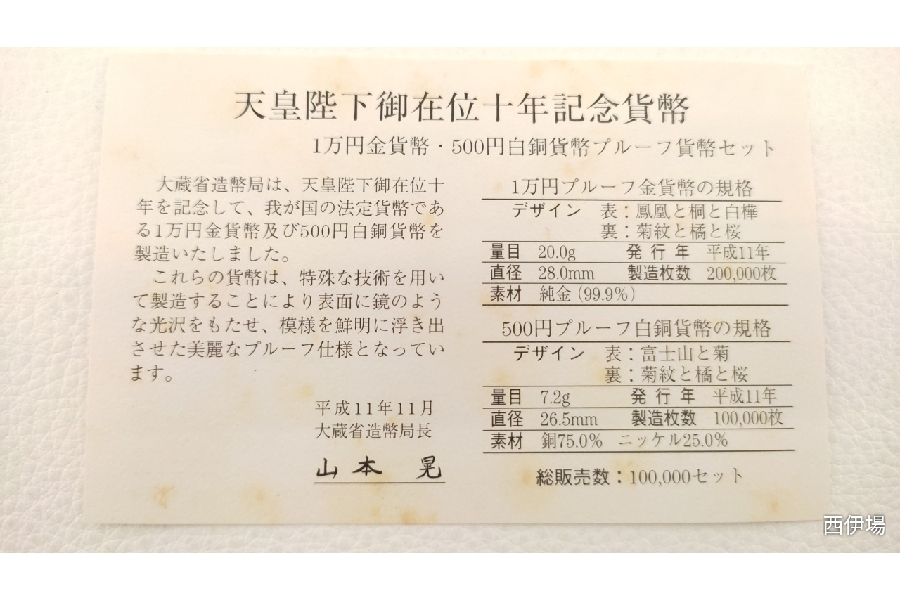 天皇陛下御在位十年記念貨幣
1万円金貨幣・500円白銅貨幣プルーフ貨幣セット
大蔵省造幣局は、天皇陛下御在位十
年を記念して、我が国の法定貨幣であ
る1万円金貨幣及び500円白銅貨幣を
製造いたしました。
これらの貨幣は、特殊な技術を用い
て製造することにより表面に鏡のよう
な光沢をもたせ、模様を鮮明に浮き出
させた美麗なプルーフ仕様となってい
ます。
平成11年11月
大蔵省造幣局長
山本 晃
1万円プルーフ金貨幣の規格
デザイン 表：鳳凰と桐と白樺
裏：菊紋と橘と桜
量目 20.0g 発行年 平成11年
直径 28.0mm 製造枚数 200,000枚
素材 純金(99.9%)
500円プルーフ白銅貨幣の規格
デザイン 表：富士山と菊
裏：菊紋と橘と桜
量目 7.2g 発行年 平成11年
直径 26.5mm 製造枚数 100,000枚
素材 銅75.0% ニッケル25.0%
総販売数：100,000セット
西伊場